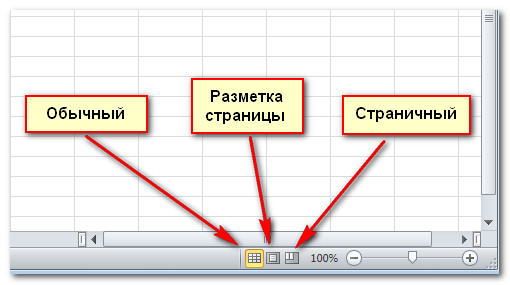 Обычный
Разметка
страницы
Страничный
100%